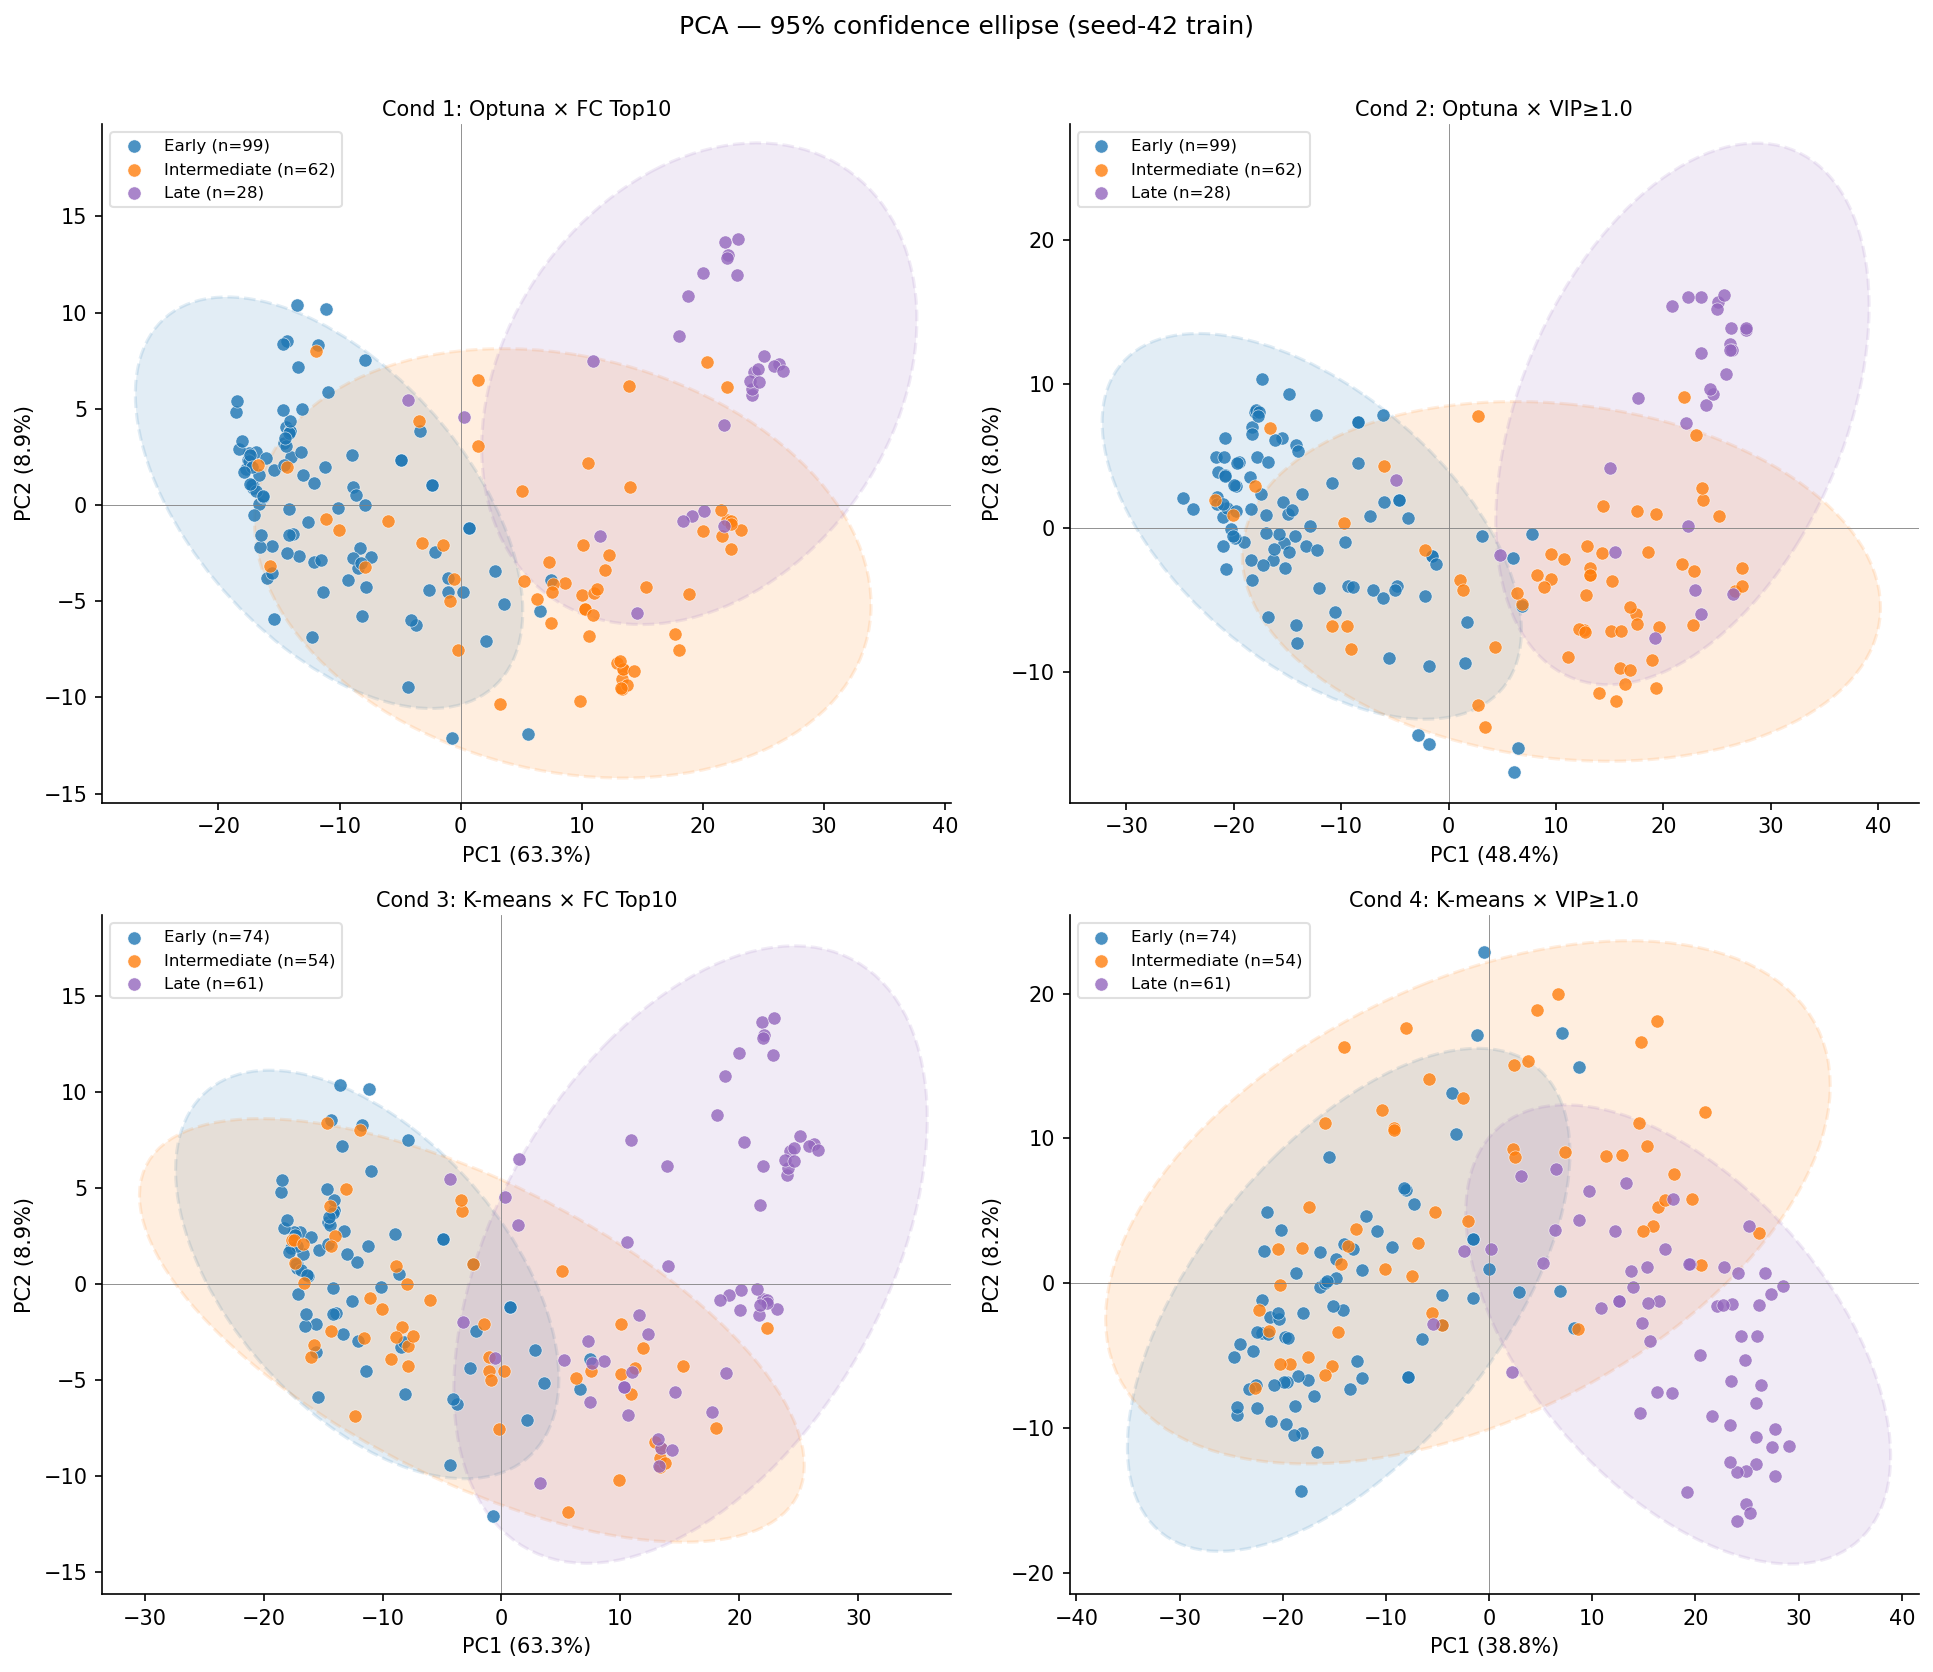 PCA — 95% confidence ellipse (seed-42 train)
Cond 1: Optuna × FC Top10
Early (n=99)
Intermediate (n=62)
Late (n=28)
15
10
5
0
−5
−10
−15
PC2 (8.9%)
−20
−10
0
10
20
30
40
PC1 (63.3%)
Cond 2: Optuna × VIP≥1.0
Early (n=99)
Intermediate (n=62)
Late (n=28)
20
10
0
−10
PC2 (8.0%)
−30
−20
−10
0
10
20
30
40
PC1 (48.4%)
Cond 3: K-means × FC Top10
Early (n=74)
Intermediate (n=54)
Late (n=61)
15
10
5
0
−5
−10
−15
PC2 (8.9%)
−30
−20
−10
0
10
20
30
PC1 (63.3%)
Cond 4: K-means × VIP≥1.0
Early (n=74)
Intermediate (n=54)
Late (n=61)
20
10
0
−10
−20
PC2 (8.2%)
−40
−30
−20
−10
0
10
20
30
40
PC1 (38.8%)